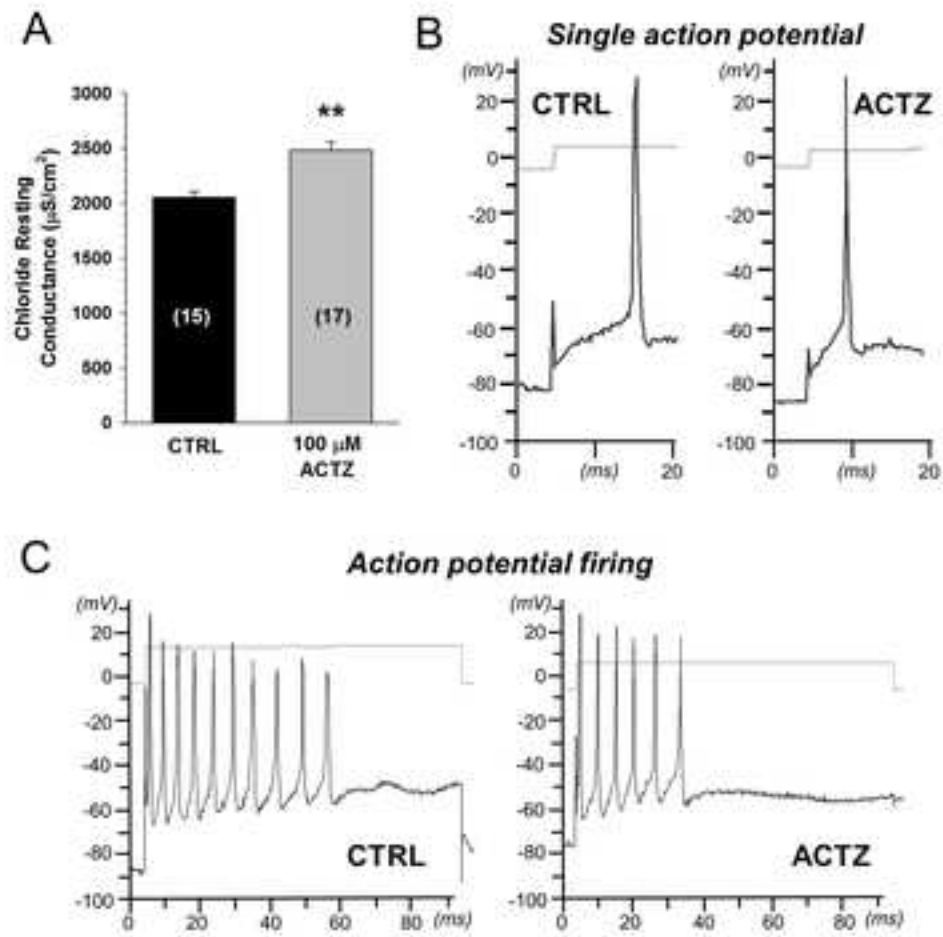 A
Chloride Resting
Conductance (µS/cm²)
3000
2500
2000
1500
1000
500
0
**
(15)
(17)
CTRL
100 µM
ACTZ
B
Single action potential
(mV)
20
0
-20
-40
-60
-80
-100
CTRL
0
(ms)
20
(mV)
20
0
-20
-40
-60
-80
-100
ACTZ
0
10
(ms)
20
C
Action potential firing
(mV)
20
0
-20
-40
-60
-80
-100
CTRL
0
20
40
60
80
(ms)
(mV)
20
0
-20
-40
-60
-80
-100
ACTZ
0
20
40
60
80
(ms)